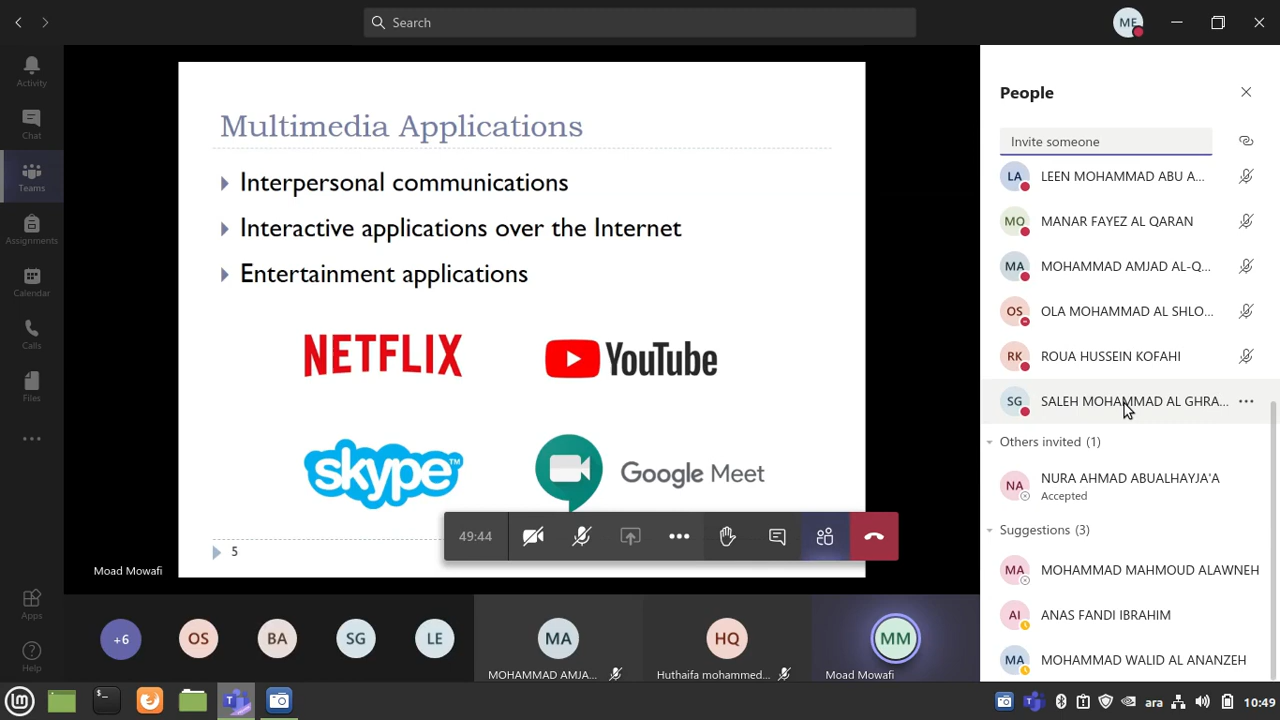 Search
MF
Activity
Chat
Teams
Assignments
Calendar
Calls
Files
Apps
Help
Multimedia Applications
Interpersonal communications
Interactive applications over the Internet
Entertainment applications
NETFLIX
YouTube
skype
Google Meet
5
49:44
Moad Mowafi
+6
OS
BA
SG
LE
MA
MOHAMMAD AMJA...
HQ
Huthaifa mohammed...
MM
Moad Mowafi
People
Invite someone
LA
LEEN MOHAMMAD ABU A...
MO
MANAR FAYEZ AL QARAN
MA
MOHAMMAD AMJAD AL-Q...
OS
OLA MOHAMMAD AL SHLO...
RK
ROUA HUSSEIN KOFAHI
SG
SALEH MOHAMMAD AL GHRA...
Others invited (1)
NA
NURA AHMAD ABUALHAYJA'A
Accepted
Suggestions (3)
MA
MOHAMMAD MAHMOUD ALAWNEH
AI
ANAS FANDI IBRAHIM
MA
MOHAMMAD WALID AL ANANZEH
ara
10:49